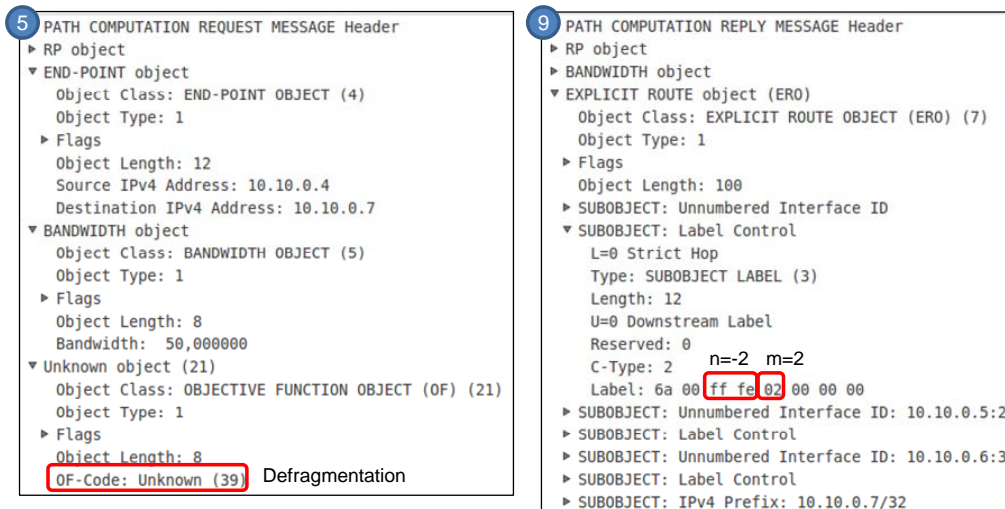 5
PATH COMPUTATION REQUEST MESSAGE Header
RP object
END-POINT object
Object Class: END-POINT OBJECT (4)
Object Type: 1
Flags
Object Length: 12
Source IPv4 Address: 10.10.0.4
Destination IPv4 Address: 10.10.0.7
BANDWIDTH object
Object Class: BANDWIDTH OBJECT (5)
Object Type: 1
Flags
Object Length: 8
Bandwidth: 50,000000
Unknown object (21)
Object Class: OBJECTIVE FUNCTION OBJECT (OF) (21)
Object Type: 1
Flags
Object Length: 8
OF-Code: Unknown (39) Defragmentation
9
PATH COMPUTATION REPLY MESSAGE Header
RP object
BANDWIDTH object
EXPLICIT ROUTE object (ERO)
Object Class: EXPLICIT ROUTE OBJECT (ERO) (7)
Object Type: 1
Flags
Object Length: 100
SUBOBJECT: Unnumbered Interface ID
SUBOBJECT: Label Control
L=0 Strict Hop
Type: SUBOBJECT LABEL (3)
Length: 12
U=0 Downstream Label
Reserved: 0
C-Type: 2
n=-2 m=2
Label: 6a 00 ff fe 02 00 00 00
SUBOBJECT: Unnumbered Interface ID: 10.10.0.5:2
SUBOBJECT: Label Control
SUBOBJECT: Unnumbered Interface ID: 10.10.0.6:3
SUBOBJECT: Label Control
SUBOBJECT: IPv4 Prefix: 10.10.0.7/32